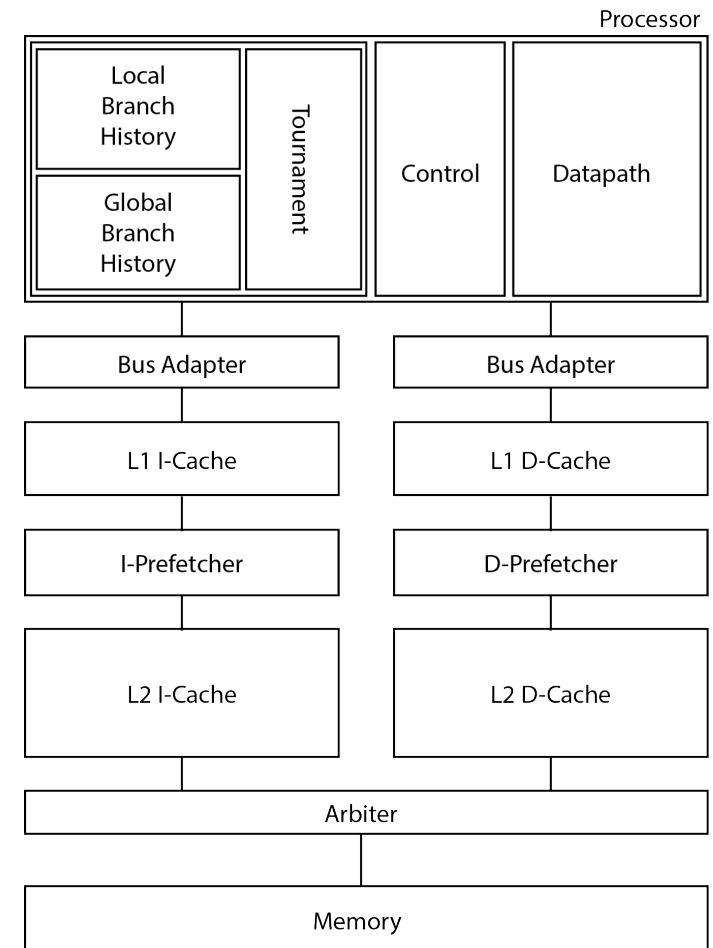 Processor
Local
Branch
History
Global
Branch
History
Tournament
Control
Datapath
Bus Adapter
Bus Adapter
L1 I-Cache
L1 D-Cache
I-Prefetcher
D-Prefetcher
L2 I-Cache
L2 D-Cache
Arbiter
Memory